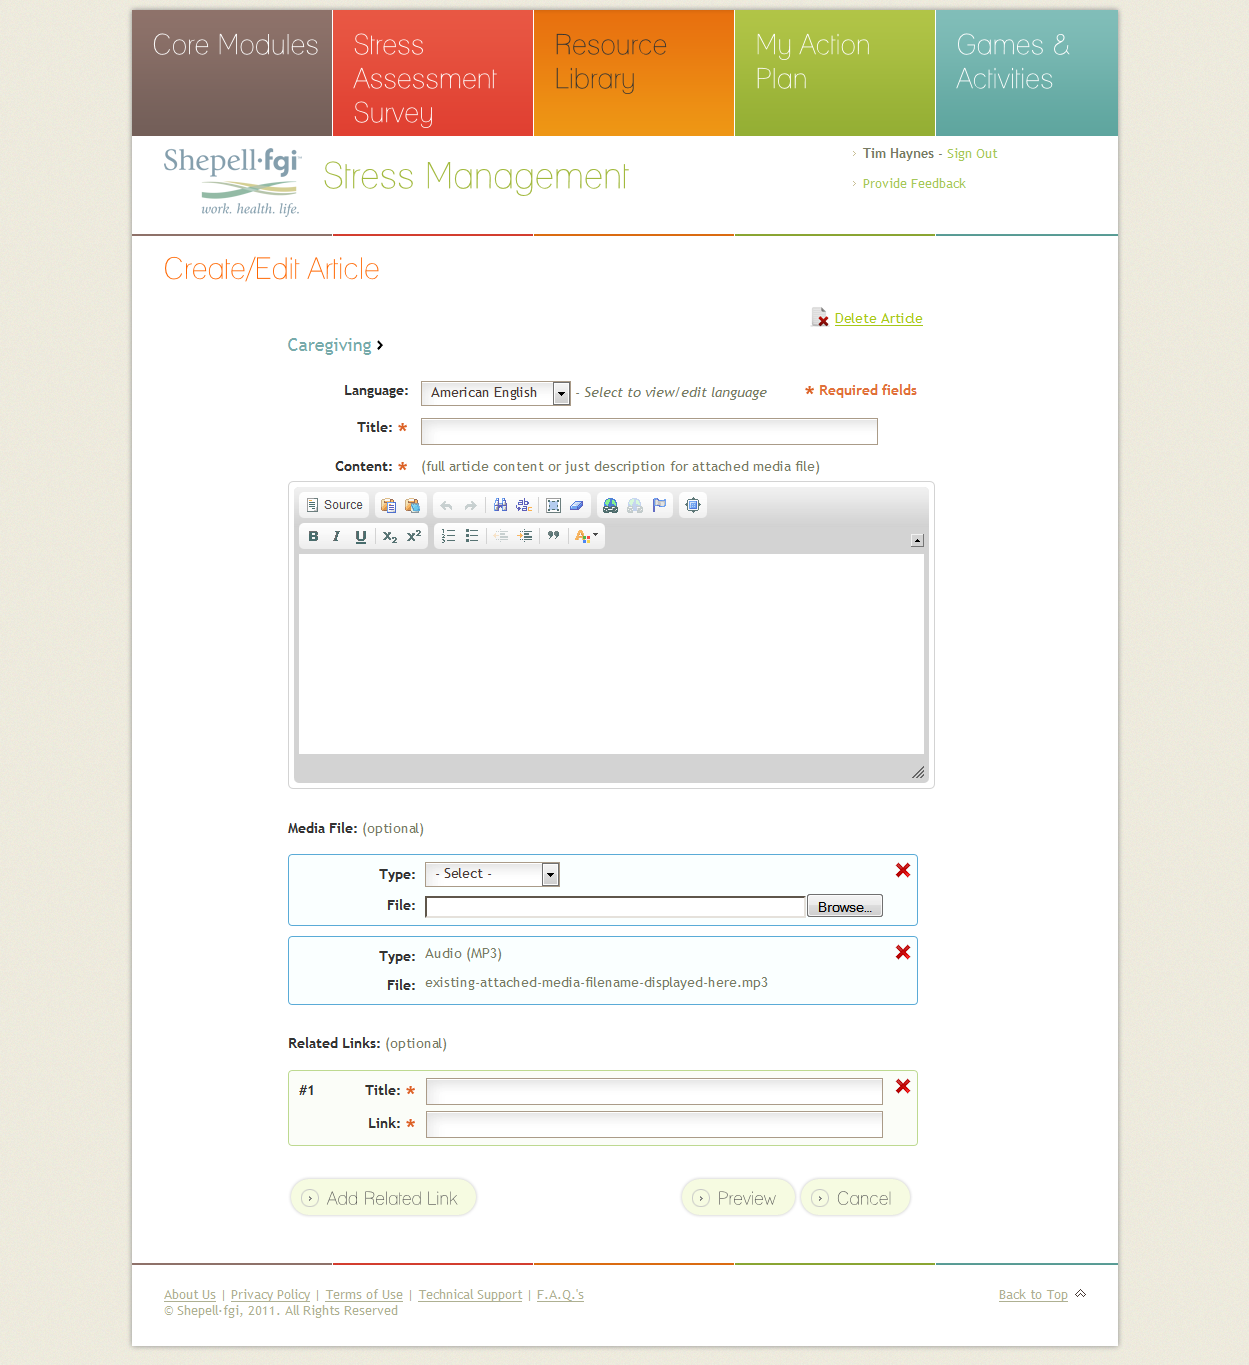 Core Modules
Stress
Assessment
Survey
Resource
Library
My Action
Plan
Games &
Activities
Shepell·fgi™
work. health. life.
Stress Management
Tim Haynes - Sign Out
Provide Feedback
Create/Edit Article
Delete Article
Caregiving
Language: American English - Select to view/edit language * Required fields
Title: *
Content: * (full article content or just description for attached media file)
Source
B I U x₂ x²
Media File: (optional)
Type: - Select -
File: Browse...
Type: Audio (MP3)
File: existing-attached-media-filename-displayed-here.mp3
Related Links: (optional)
#1 Title: *
Link: *
Add Related Link Preview Cancel
About Us | Privacy Policy | Terms of Use | Technical Support | F.A.Q.'s Back to Top
© Shepell·fgi, 2011. All Rights Reserved